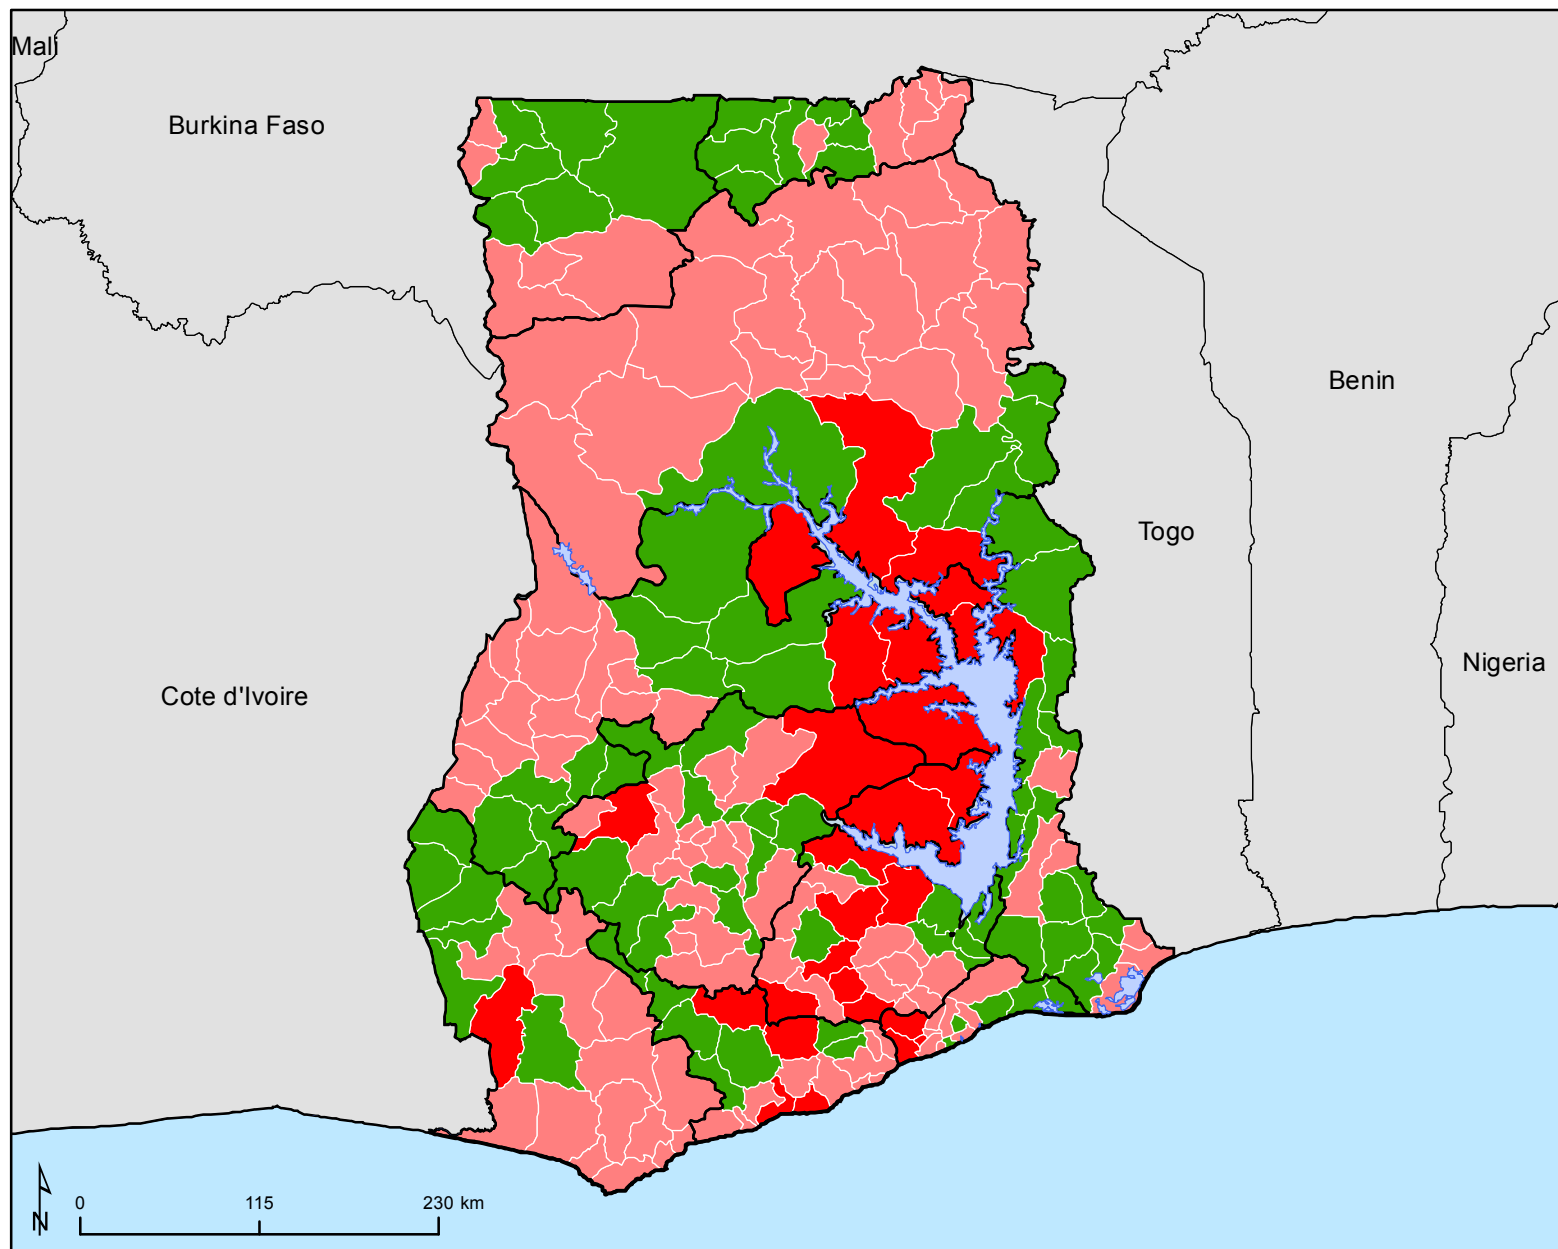 Mali
Burkina Faso
Benin
Togo
Nigeria
Cote d'Ivoire
N
0 115 230 km